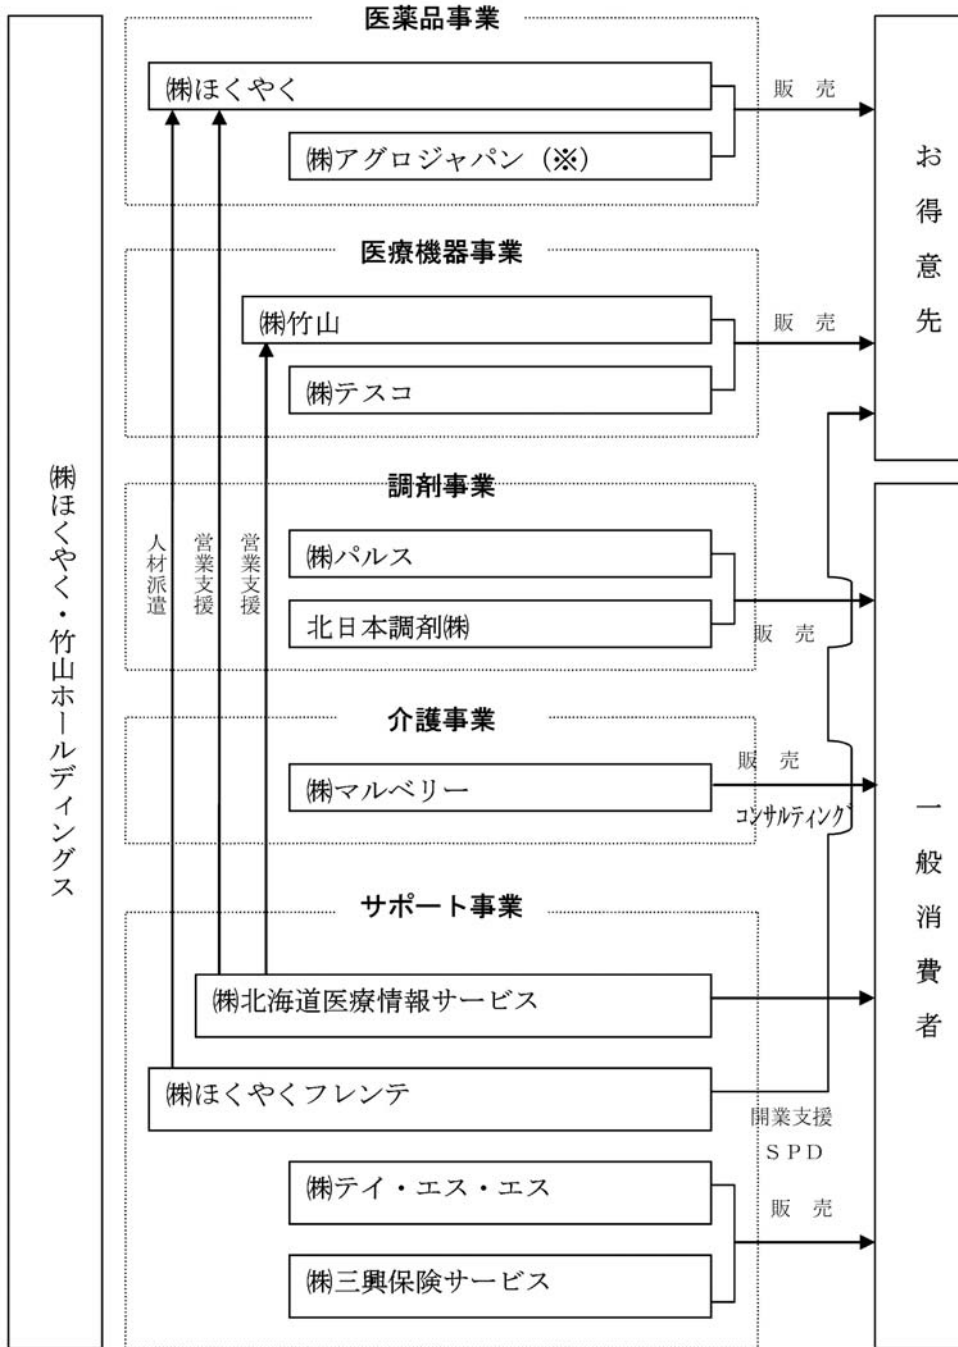 ㈱ほくやく・竹山ホールディングス
医薬品事業
㈱ほくやく
㈱アグロジャパン（※）
販　売
お得意先
医療機器事業
㈱竹山
㈱テスコ
販　売
調剤事業
人材派遣
営業支援
営業支援
㈱パルス
北日本調剤㈱
販　売
介護事業
㈱マルベリー
販　売
コンサルティング
一般消費者
サポート事業
㈱北海道医療情報サービス
㈱ほくやくフレンテ
開業支援
ＳＰＤ
㈱テイ・エス・エス
㈱三興保険サービス
販　売